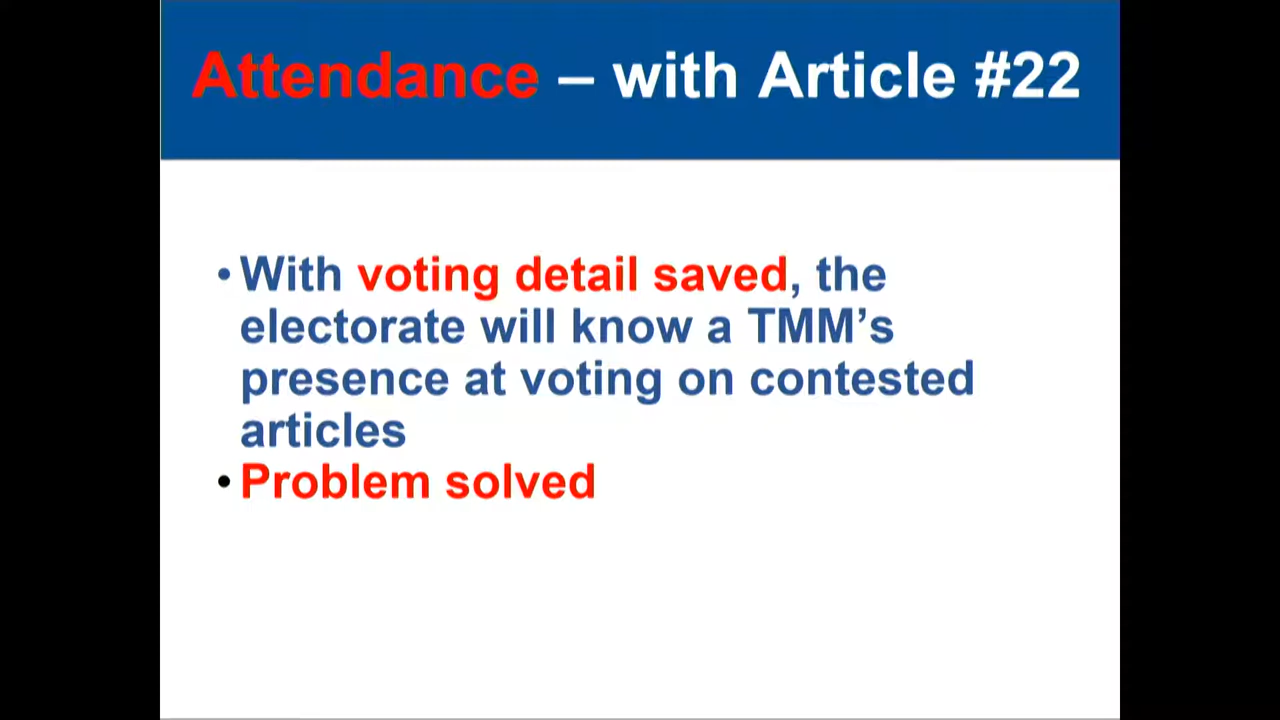 Attendance – with Article #22
• With voting detail saved, the
electorate will know a TMM’s
presence at voting on contested
articles
• Problem solved